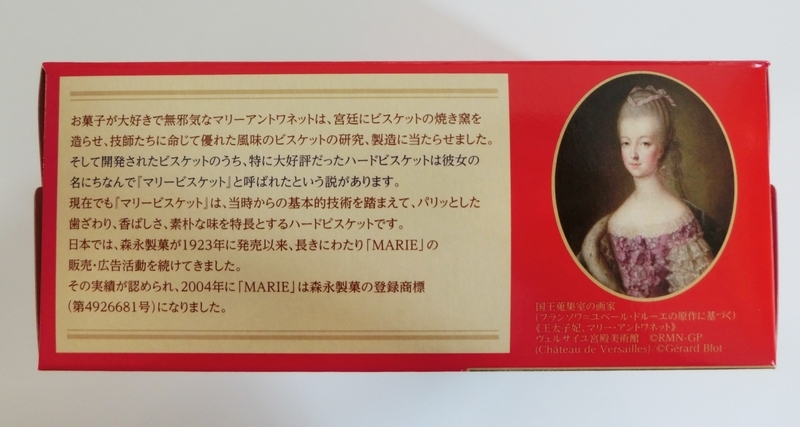 お菓子が大好きで無邪気なマリーアントワネットは、宮廷にビスケットの焼き窯を
造らせ、技師たちに命じて優れた風味のビスケットの研究、製造に当たらせました。
そして開発されたビスケットのうち、特に大好評だったハードビスケットは彼女の
名にちなんで『マリービスケット』と呼ばれたという説があります。
現在でも『マリービスケット』は、当時からの基本的技術を踏まえて、パリッとした
歯ざわり、香ばしさ、素朴な味を特長とするハードビスケットです。
日本では、森永製菓が1923年に発売以来、長きにわたり「MARIE」の
販売・広告活動を続けてきました。
その実績が認められ、2004年に「MARIE」は森永製菓の登録商標
(第4926681号)になりました。
国王蒐集室の画家
(フランソワ=ユベール・ドルーエの原作に基づく)
《王太子妃、マリー・アントワネット》
ヴェルサイユ宮殿美術館 ©RMN-GP
(Château de Versailles)/©Gérard Blot